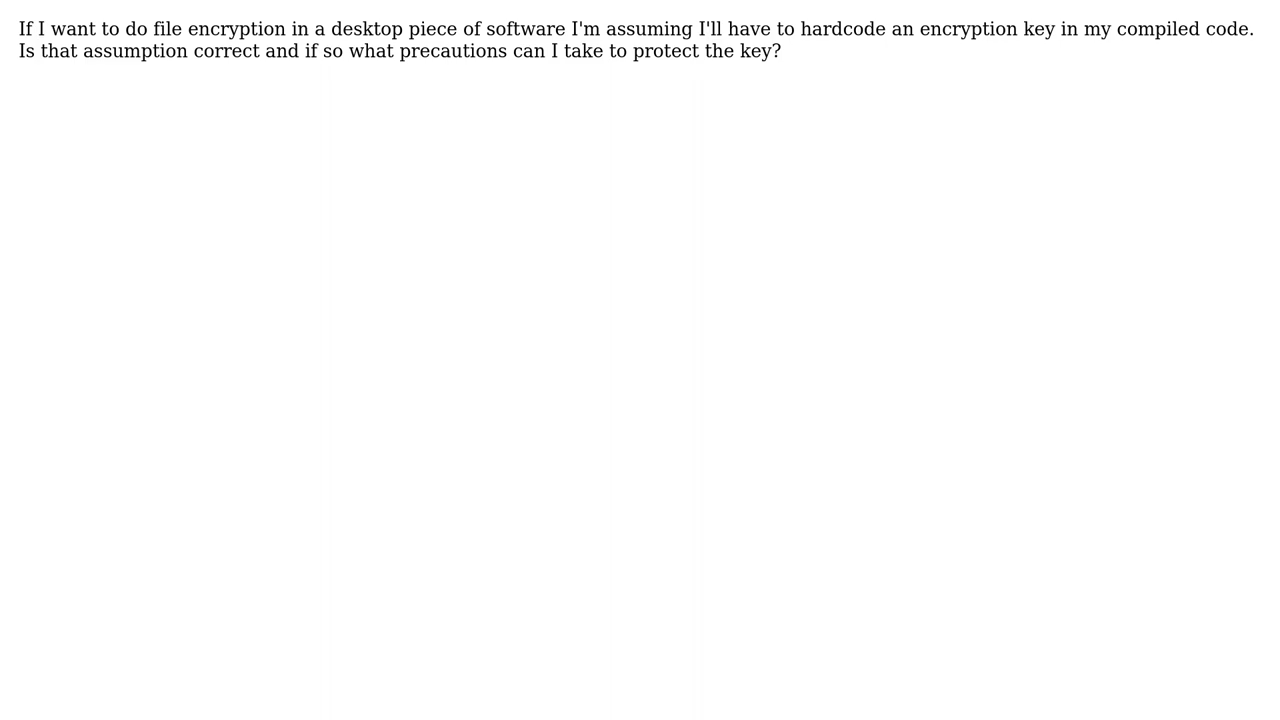 If I want to do file encryption in a desktop piece of software I'm assuming I'll have to hardcode an encryption key in my compiled code.
Is that assumption correct and if so what precautions can I take to protect the key?